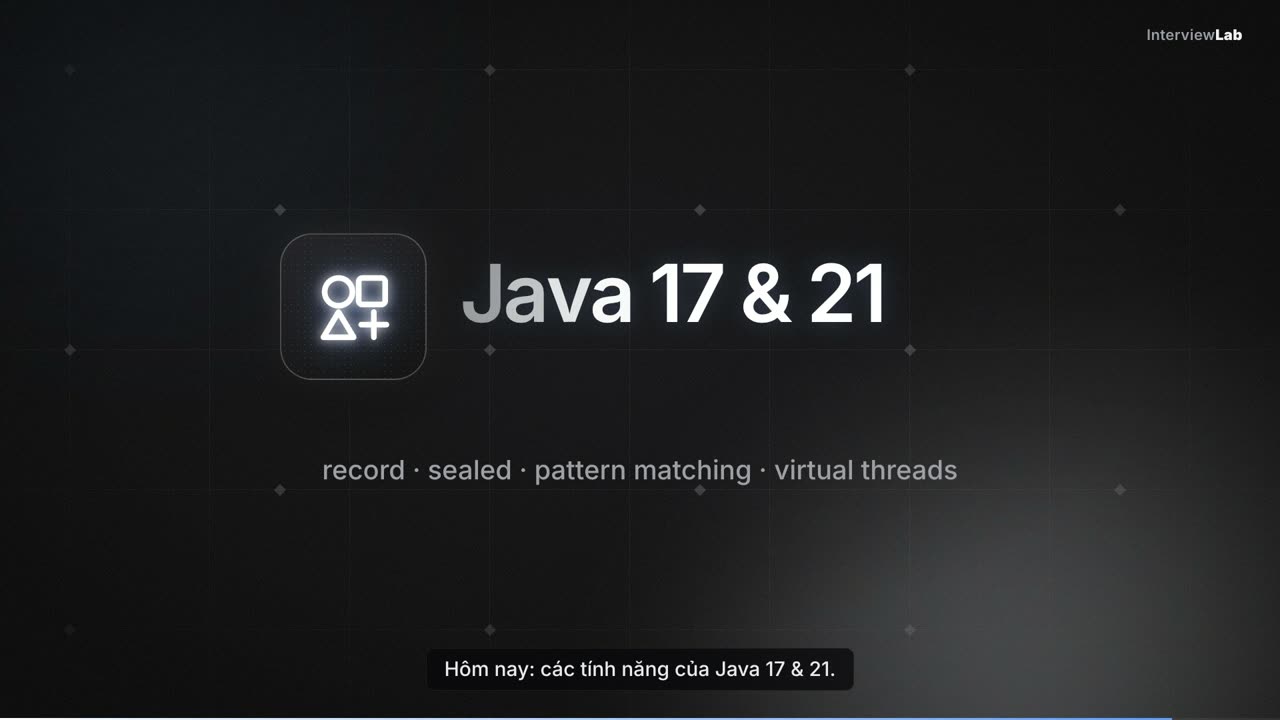 InterviewLab
Java 17 & 21
record · sealed · pattern matching · virtual threads
Hôm nay: các tính năng của Java 17 & 21.